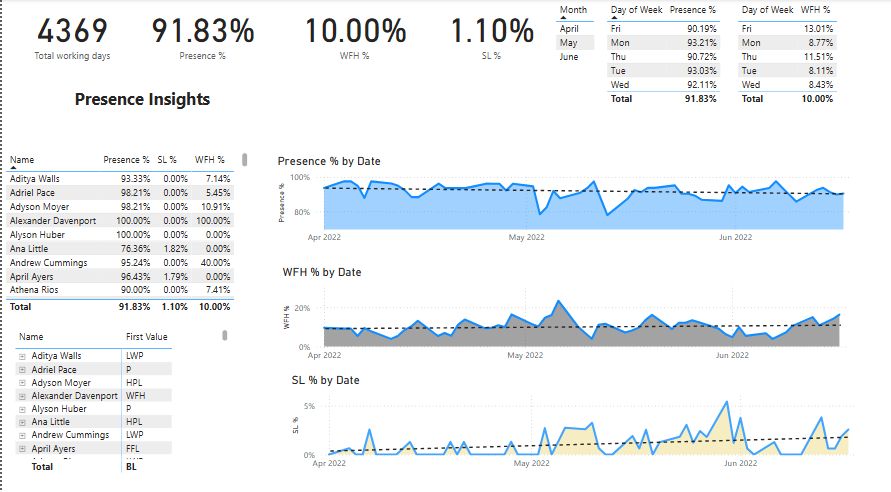 4369
Total working days
91.83%
Presence %
10.00%
WFH %
1.10%
SL %
Month
April
May
June
Day of Week Presence %
Fri 90.19%
Mon 93.21%
Thu 90.72%
Tue 93.03%
Wed 92.11%
Total 91.83%
Day of Week WFH %
Fri 13.01%
Mon 8.77%
Thu 11.51%
Tue 8.11%
Wed 8.43%
Total 10.00%
Presence Insights
Name Presence % SL % WFH %
Aditya Walls 93.33% 0.00% 7.14%
Adriel Pace 98.21% 0.00% 5.45%
Adyson Moyer 98.21% 0.00% 10.91%
Alexander Davenport 100.00% 0.00% 100.00%
Alyson Huber 100.00% 0.00% 0.00%
Ana Little 76.36% 1.82% 0.00%
Andrew Cummings 95.24% 0.00% 40.00%
April Ayers 96.43% 1.79% 0.00%
Athena Rios 90.00% 0.00% 7.41%
Total 91.83% 1.10% 10.00%
Name First Value
Aditya Walls LWP
Adriel Pace P
Adyson Moyer HPL
Alexander Davenport WFH
Alyson Huber P
Ana Little HPL
Andrew Cummings LWP
April Ayers FFL
Total BL
Presence % by Date
Presence %
100%
80%
Apr 2022 May 2022 Jun 2022
WFH % by Date
WFH %
20%
0%
Apr 2022 May 2022 Jun 2022
SL % by Date
SL %
5%
0%
Apr 2022 May 2022 Jun 2022